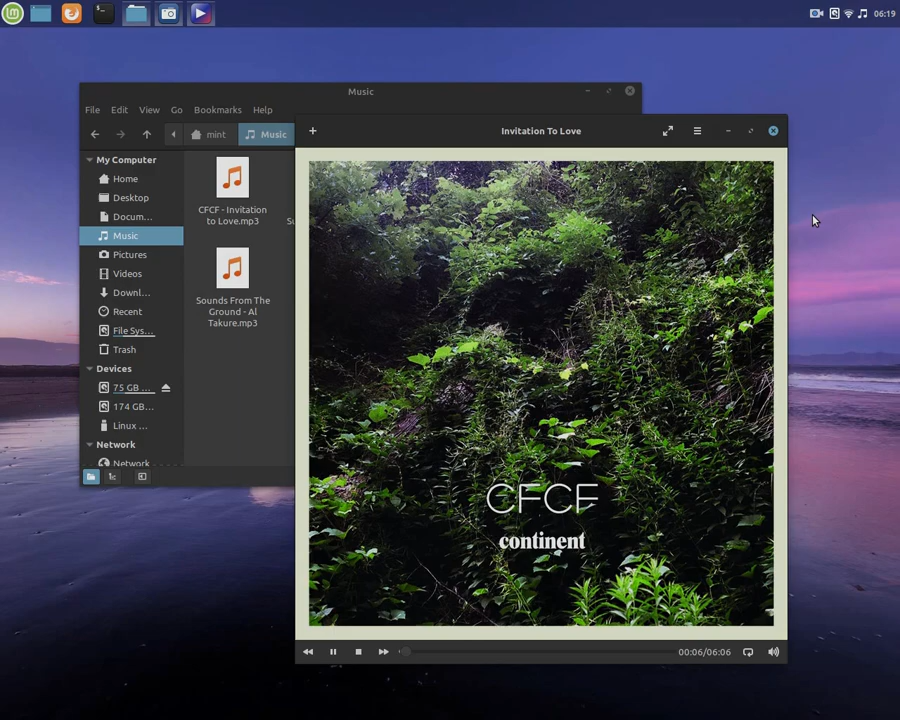 06:19
Music
File Edit View Go Bookmarks Help
mint Music
My Computer
Home
Desktop
Docum...
Music
Pictures
Videos
Downl...
Recent
File Sys...
Trash
Devices
75 GB ...
174 GB...
Linux ...
Network
Network
CFCF - Invitation
to Love.mp3
Sounds From The
Ground - Al
Takure.mp3
Invitation To Love
CFCF
continent
00:06/06:06